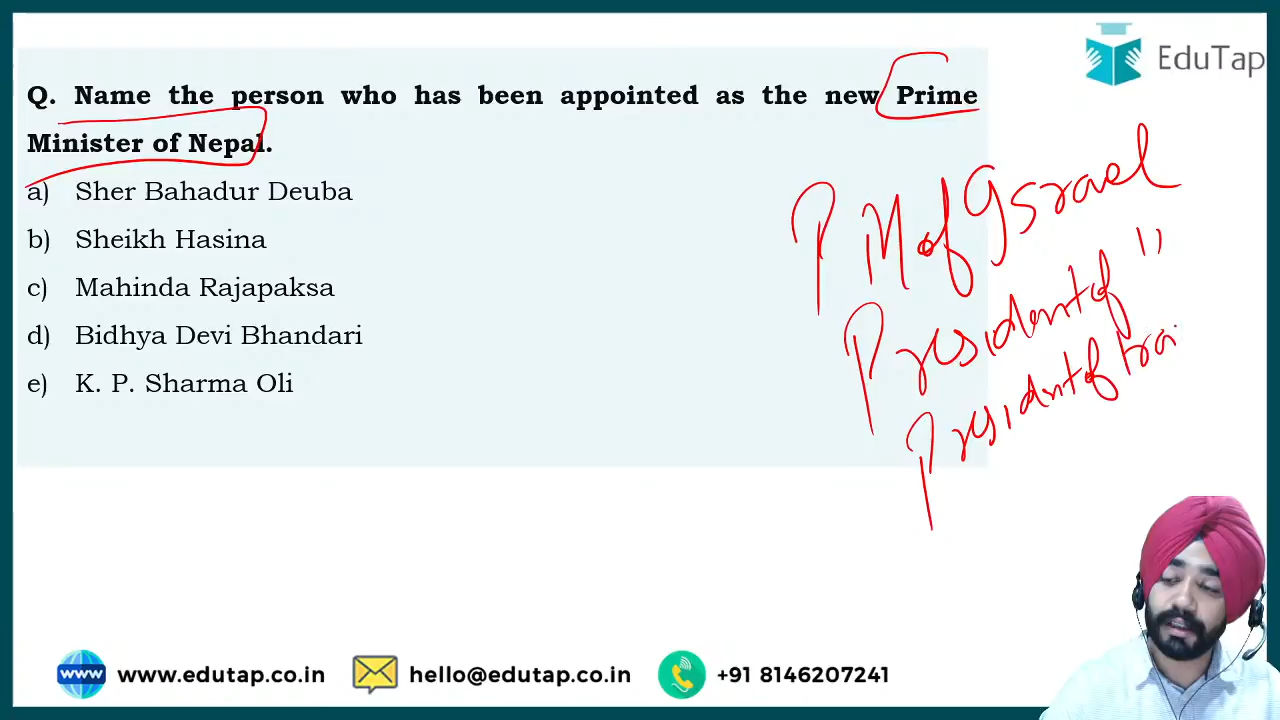 EduTap
Q. Name the person who has been appointed as the new Prime
Minister of Nepal.
a) Sher Bahadur Deuba
b) Sheikh Hasina
c) Mahinda Rajapaksa
d) Bidhya Devi Bhandari
e) K. P. Sharma Oli
PM of Israel
President of "
President of
www.edutap.co.in hello@edutap.co.in +91 8146207241